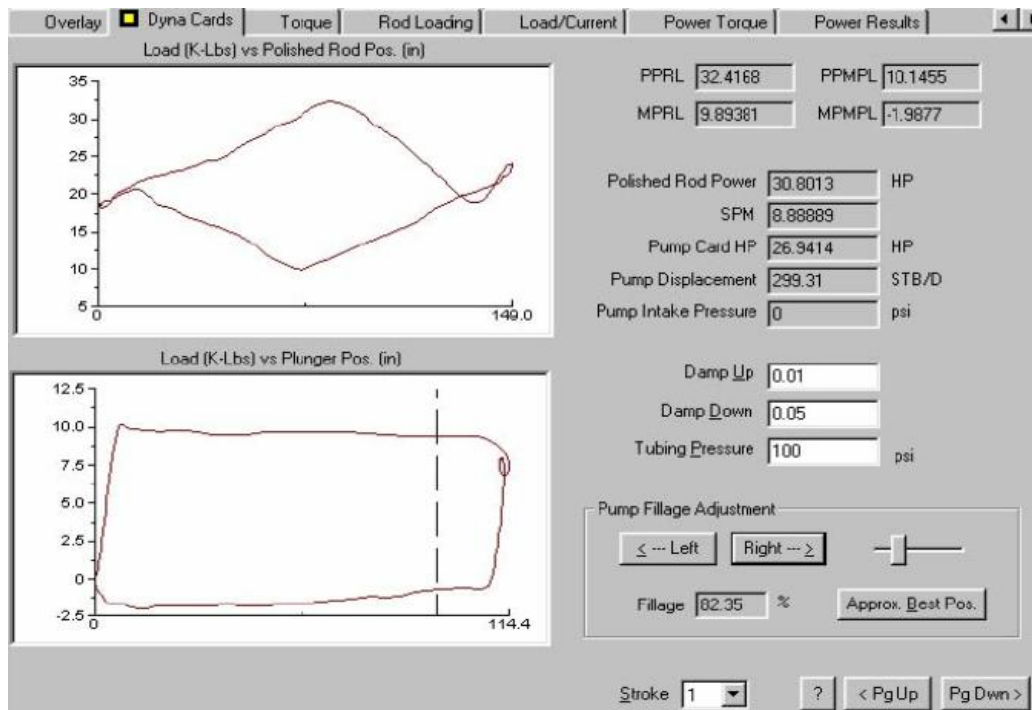 Overlay Dyna Cards Torque Rod Loading Load/Current Power Torque Power Results
Load (K-Lbs) vs Polished Rod Pos. (in)
35
30
25
20
15
10
5
0 149.0
PPRL 32.4168 PPMPL 10.1455
MPRL 9.89381 MPMPL -1.9877
Polished Rod Power 30.8013 HP
SPM 8.88889
Pump Card HP 26.9414 HP
Pump Displacement 299.31 STB/D
Pump Intake Pressure 0 psi
Load (K-Lbs) vs Plunger Pos. (in)
12.5
10.0
7.5
5.0
2.5
0
-2.5
0 114.4
Damp Up 0.01
Damp Down 0.05
Tubing Pressure 100 psi
Pump Fillage Adjustment
< --- Left Right --- >
Fillage 82.35 % Approx. Best Pos.
Stroke 1 ? < Pg Up Pg Dwn >